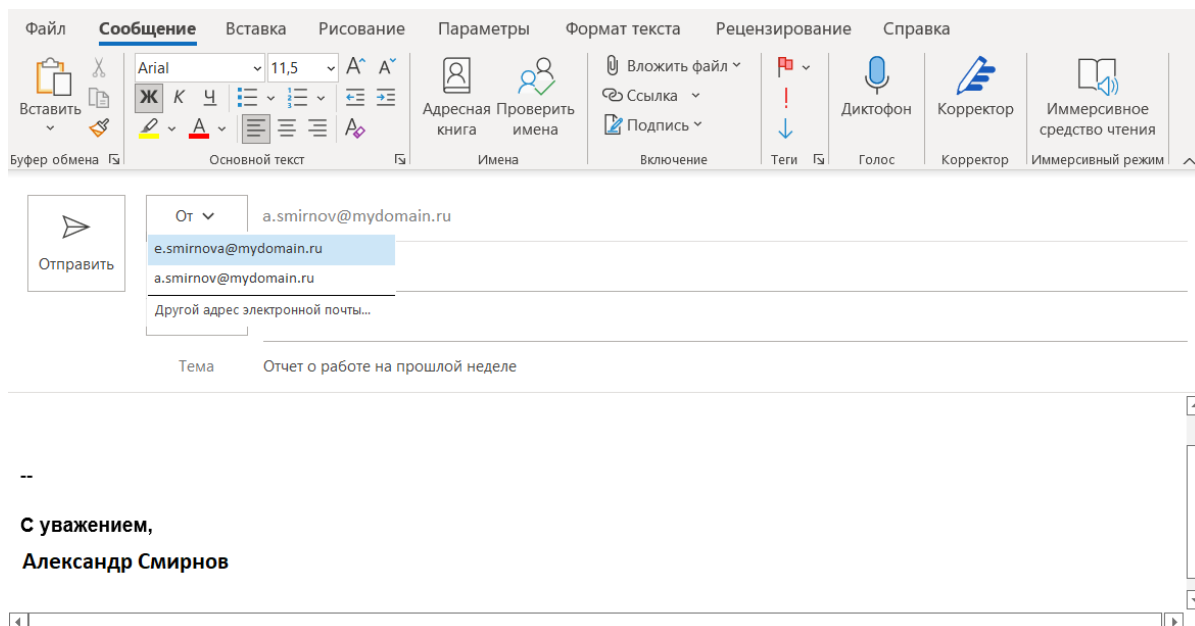 Файл Сообщение Вставка Рисование Параметры Формат текста Рецензирование Справка
Arial 11,5 А А Вложить файл
Ж К Ч Ссылка
Вставить Адресная Проверить Диктофон Корректор Иммерсивное
А Подпись книга имена средство чтения
Буфер обмена Основной текст Имена Включение Теги Голос Корректор Иммерсивный режим
От a.smirnov@mydomain.ru
e.smirnova@mydomain.ru
Отправить
a.smirnov@mydomain.ru
Другой адрес электронной почты...
Тема Отчет о работе на прошлой неделе
--
С уважением,
Александр Смирнов